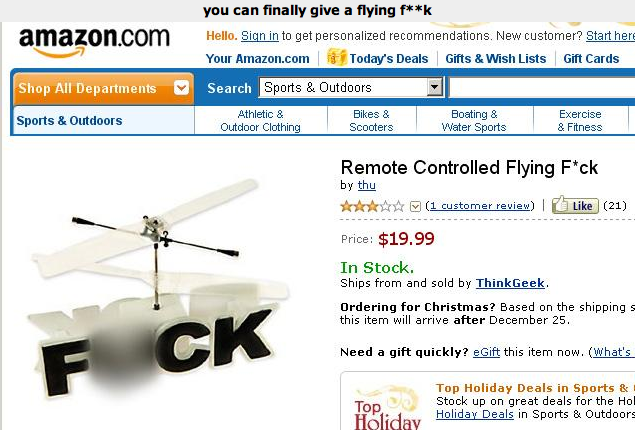 you can finally give a flying f**k
amazon.com
Hello. Sign in to get personalized recommendations. New customer? Start here
Your Amazon.com
Today's Deals
Gifts & Wish Lists
Gift Cards
Shop All Departments
Search
Sports & Outdoors
Sports & Outdoors
Athletic &
Outdoor Clothing
Bikes &
Scooters
Boating &
Water Sports
Exercise
& Fitness
Remote Controlled Flying F*ck
by thu
(1 customer review)
Like
(21)
Price: $19.99
In Stock.
Ships from and sold by ThinkGeek.
Ordering for Christmas? Based on the shipping s
this item will arrive after December 25.
Need a gift quickly? eGift this item now. (What's
Top
Holiday
Top Holiday Deals in Sports &
Stock up on great deals for the Hol
Holiday Deals in Sports & Outdoors
F CK